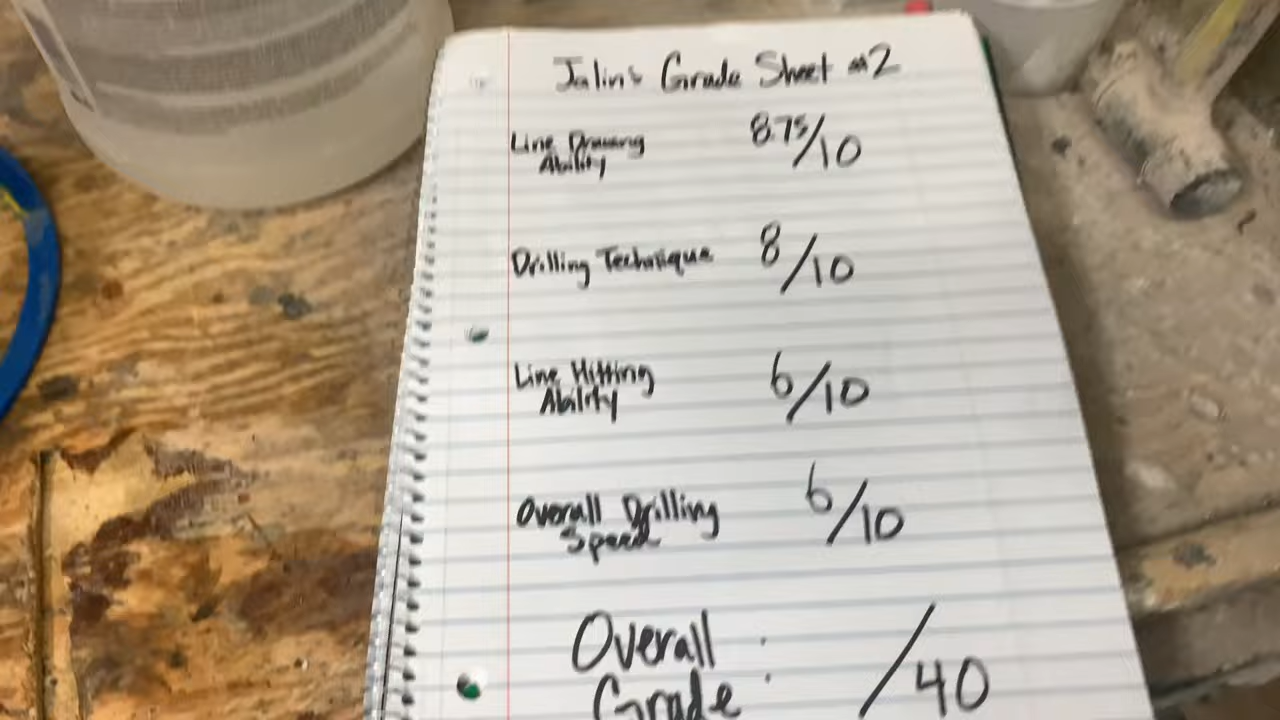 Jalin's Grade Sheet #2
Line Drawing 8.75/10
Ability
Drilling Technique 8/10
Line Hitting 6/10
Ability
Overall Drilling 6/10
Speed
Overall : /40
Grade